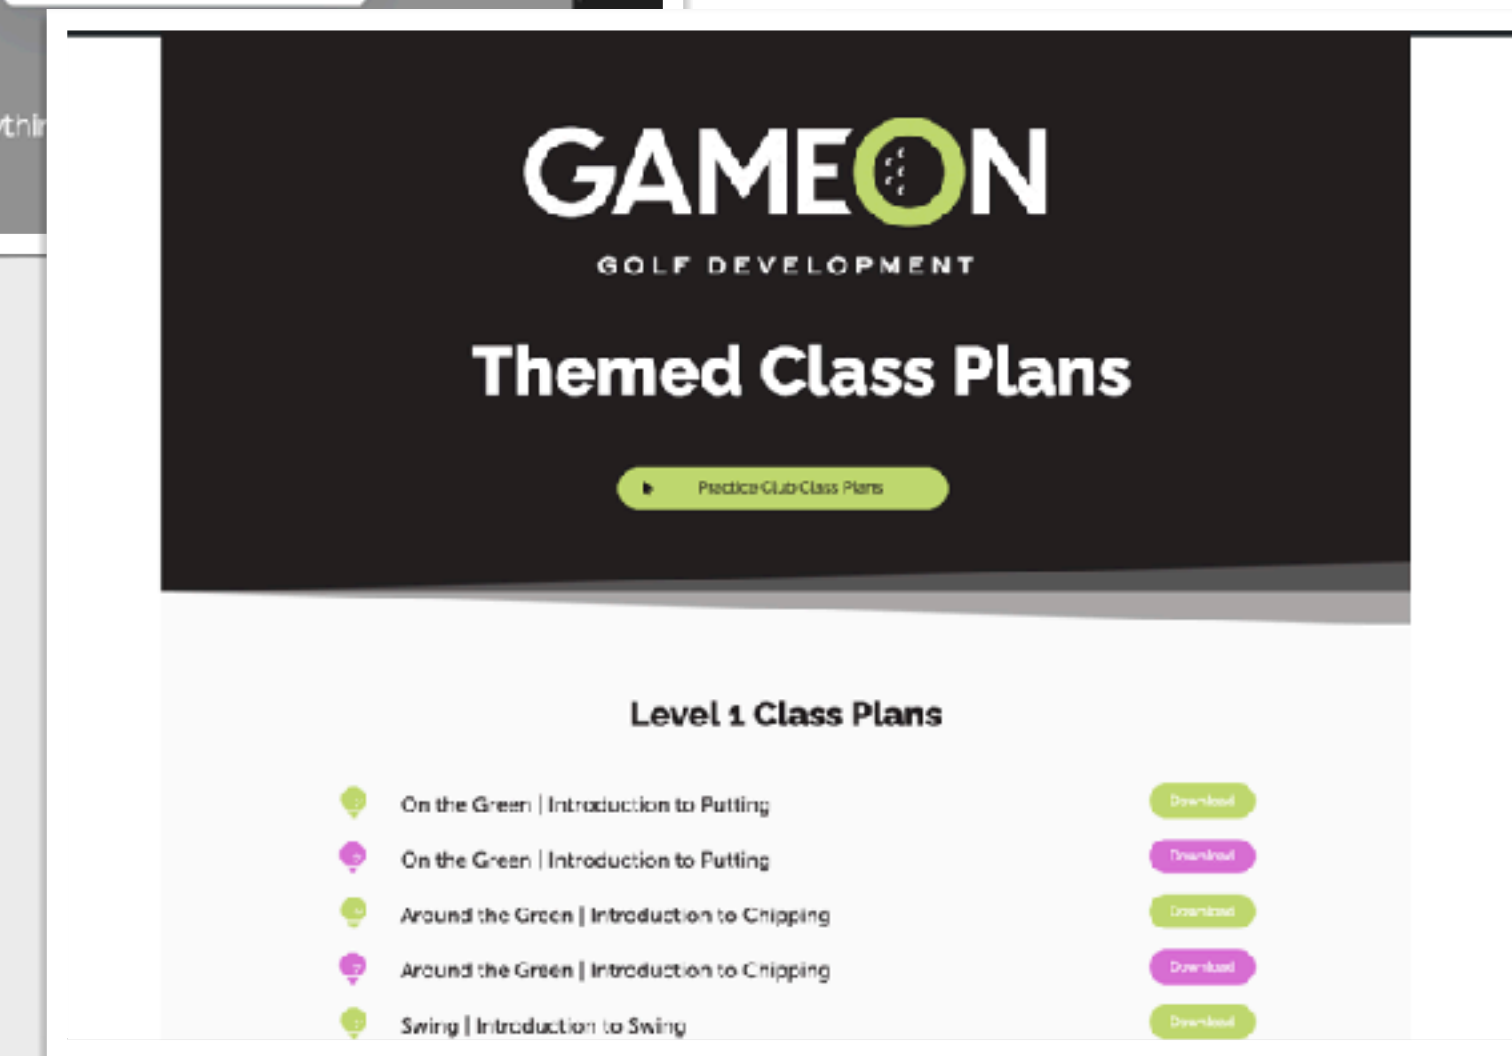 GAMEON
GOLF DEVELOPMENT
Themed Class Plans
Practice Club Class Plans
Level 1 Class Plans
On the Green | Introduction to Putting
Download
On the Green | Introduction to Putting
Download
Around the Green | Introduction to Chipping
Download
Around the Green | Introduction to Chipping
Download
Swing | Introduction to Swing
Download